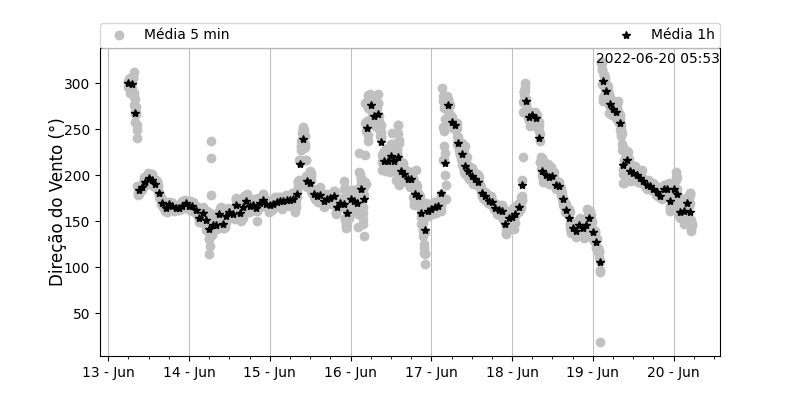 Média 5 min
Média 1h
2022-06-20 05:53
Direção do Vento (°)
300
250
200
150
100
50
13 - Jun
14 - Jun
15 - Jun
16 - Jun
17 - Jun
18 - Jun
19 - Jun
20 - Jun